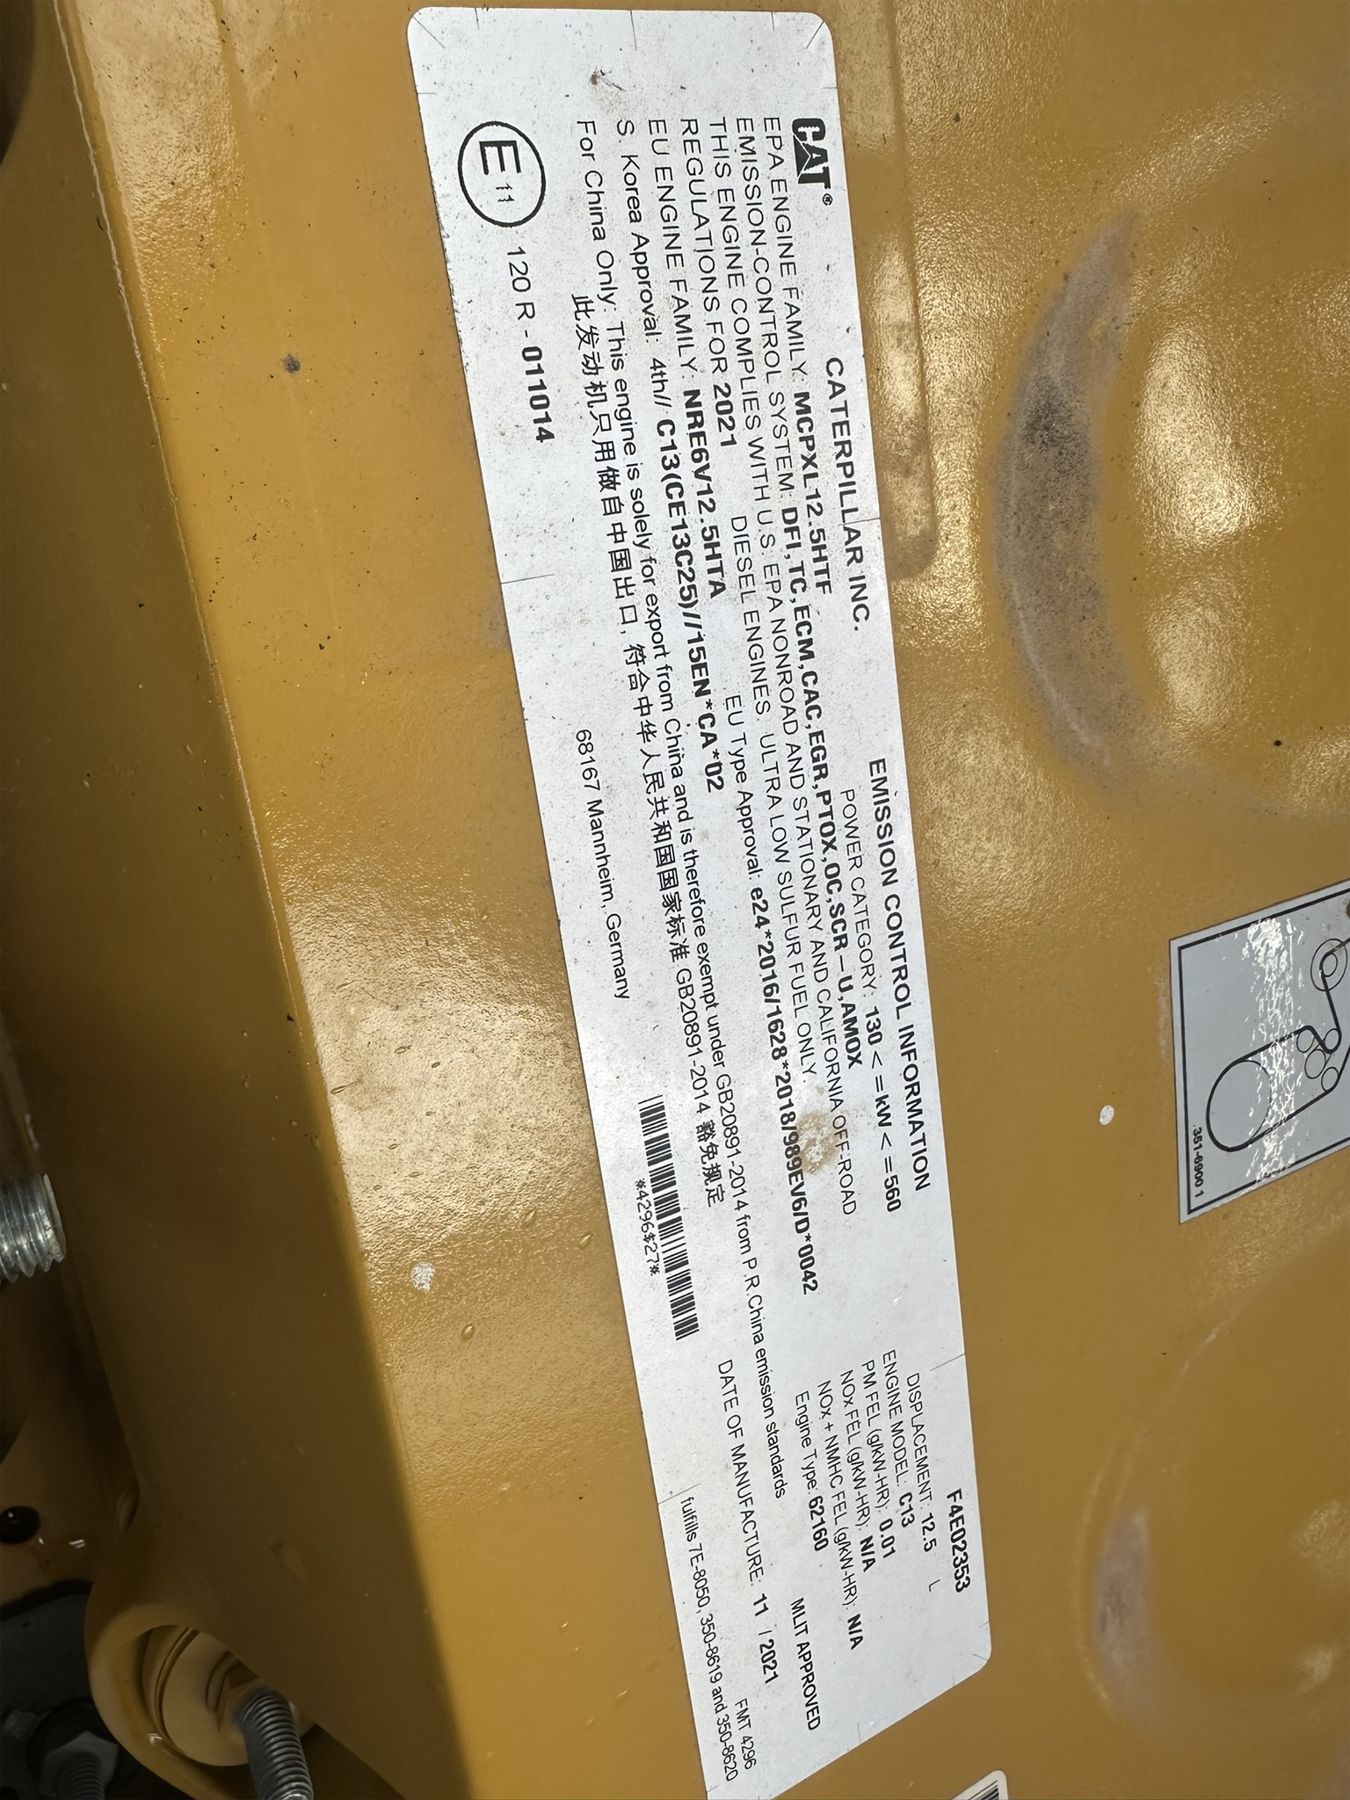 CAT® CATERPILLAR INC. EMISSION CONTROL INFORMATION F4E02353
EPA ENGINE FAMILY: MCPXL12.5HTF POWER CATEGORY: 130 < =kW < =560 DISPLACEMENT: 12.5 L
EMISSION-CONTROL SYSTEM: DFI,TC,ECM,CAC,EGR,PTOX,OC,SCR-U,AMOX ENGINE MODEL: C13
THIS ENGINE COMPLIES WITH U.S. EPA NONROAD AND STATIONARY AND CALIFORNIA OFF-ROAD PM FEL (g/kW-HR): 0.01
REGULATIONS FOR 2021 DIESEL ENGINES. ULTRA LOW SULFUR FUEL ONLY. NOx FEL (g/kW-HR): N/A
EU ENGINE FAMILY: NRE6V12.5HTA EU Type Approval: e24*2016/1628*2018/989EV6/D*0042 NOx + NMHC FEL (g/kW-HR): N/A
S. Korea Approval: 4th// C13(CE13C25)//15EN*CA*02 Engine Type: 62160 MLIT APPROVED
For China Only: This engine is solely for export from China and is therefore exempt under GB20891-2014 from P.R.China emission standards
此发动机只用做自中国出口, 符合中华人民共和国国家标准 GB20891-2014 豁免规定
DATE OF MANUFACTURE: 11 / 2021
E 11 120 R - 011014 68167 Mannheim, Germany *4296$27* FMT 4296
fulfills 7E-8050, 350-8619 and 350-8620
351-6900 1